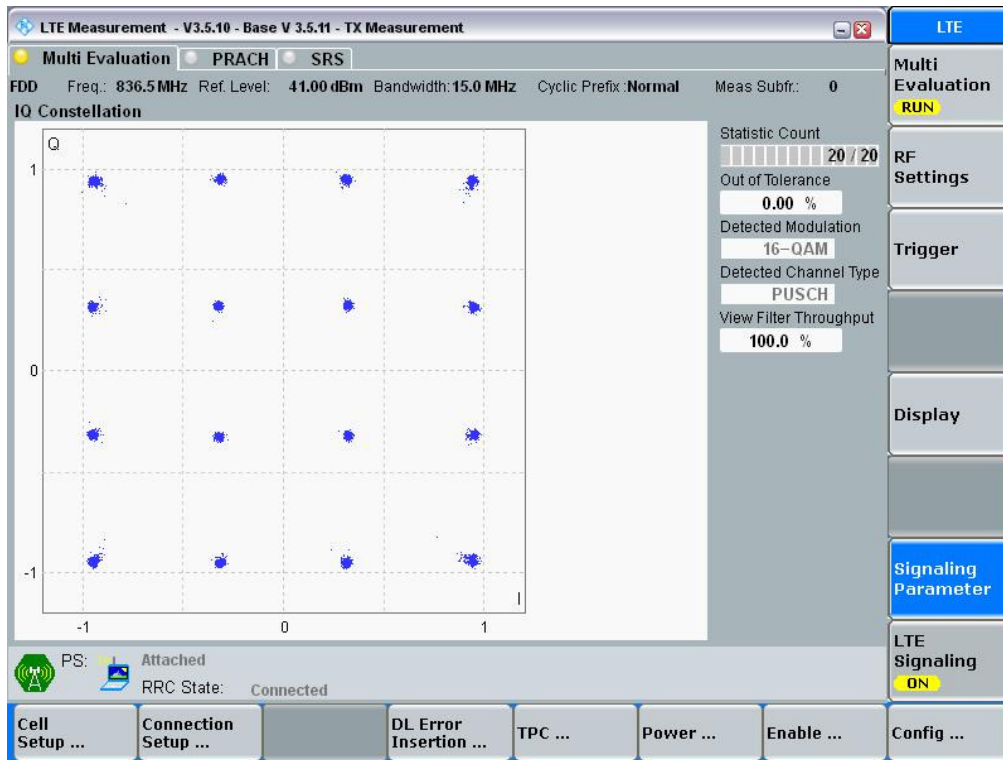 LTE Measurement - V3.5.10 - Base V 3.5.11 - TX Measurement
LTE
Multi Evaluation PRACH SRS
FDD Freq.: 836.5 MHz Ref. Level: 41.00 dBm Bandwidth: 15.0 MHz Cyclic Prefix : Normal Meas Subfr.: 0
IQ Constellation
Q
1
0
-1
-1 0 1
I
Statistic Count
20 / 20
Out of Tolerance
0.00 %
Detected Modulation
16-QAM
Detected Channel Type
PUSCH
View Filter Throughput
100.0 %
Multi
Evaluation
RUN
RF
Settings
Trigger
Display
Signaling
Parameter
LTE
Signaling
ON
PS: Attached
RRC State: Connected
Cell
Setup ...
Connection
Setup ...
DL Error
Insertion ...
TPC ...
Power ...
Enable ...
Config ...